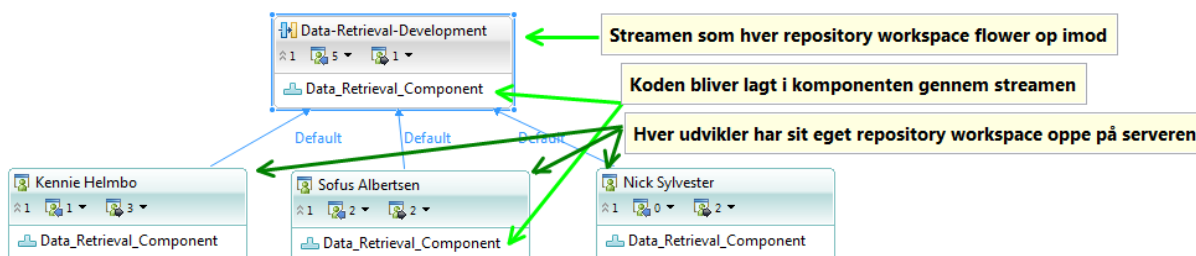 Data-Retrieval-Development
1 5 1
Data_Retrieval_Component
Streamen som hver repository workspace flower op imod
Koden bliver lagt i komponenten gennem streamen
Hver udvikler har sit eget repository workspace oppe på serveren
Default Default Default
Kennie Helmbo
1 1 3
Data_Retrieval_Component
Sofus Albertsen
1 2 2
Data_Retrieval_Component
Nick Sylvester
1 0 2
Data_Retrieval_Component